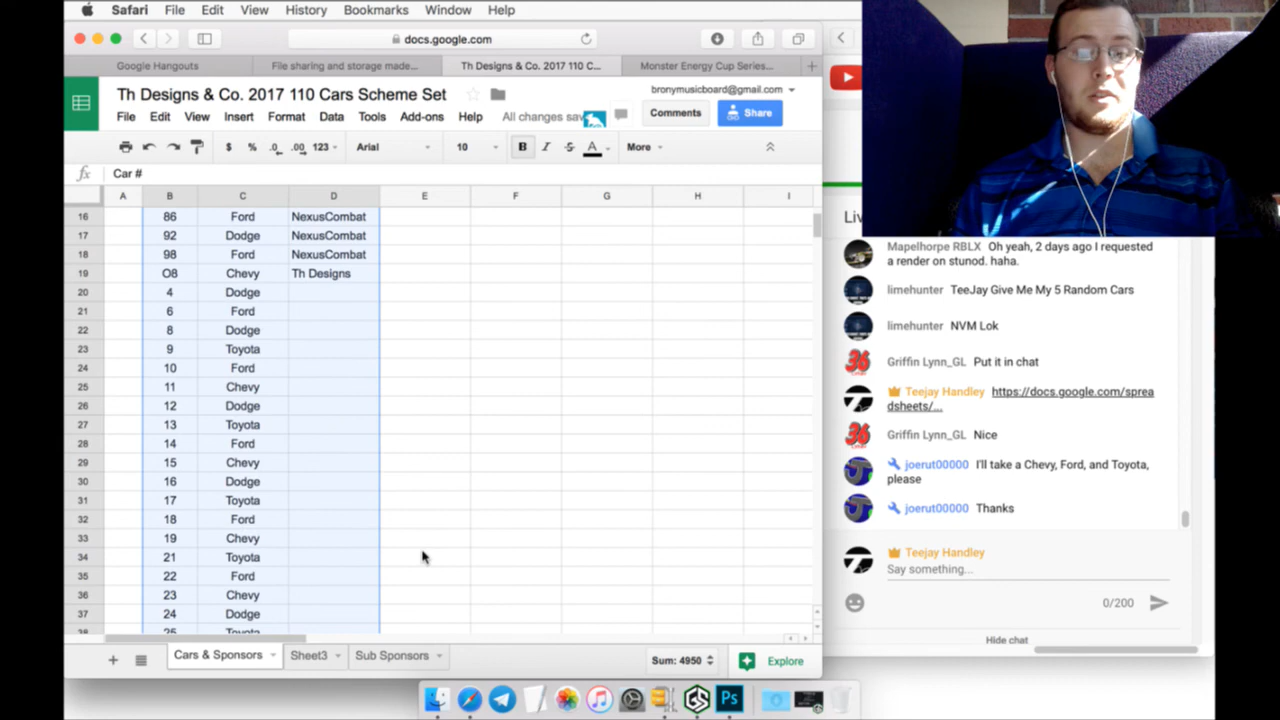 Safari File Edit View History Bookmarks Window Help
docs.google.com
Google Hangouts
File sharing and storage made...
Th Designs & Co. 2017 110 C...
Monster Energy Cup Series...
Th Designs & Co. 2017 110 Cars Scheme Set
bronymusicboard@gmail.com
File Edit View Insert Format Data Tools Add-ons Help
Comments
Share
$ % .0 .00 123 Arial 10 B I S A More
fx Car #
A B C D E F G H I
16 86 Ford NexusCombat
17 92 Dodge NexusCombat
18 98 Ford NexusCombat
19 O8 Chevy Th Designs
20 4 Dodge
21 6 Ford
22 8 Dodge
23 9 Toyota
24 10 Ford
25 11 Chevy
26 12 Dodge
27 13 Toyota
28 14 Ford
29 15 Chevy
30 16 Dodge
31 17 Toyota
32 18 Ford
33 19 Chevy
34 21 Toyota
35 22 Ford
36 23 Chevy
37 24 Dodge
38 25 Toyota
Cars & Sponsors Sheet3 Sub Sponsors
Sum: 4950
Explore
Mapelhorpe RBLX Oh yeah, 2 days ago I requested
a render on stunod. haha.
limehunter TeeJay Give Me My 5 Random Cars
limehunter NVM Lok
Griffin Lynn_GL Put it in chat
Teejay Handley https://docs.google.com/sprea
dsheets/...
Griffin Lynn_GL Nice
joerut00000 I'll take a Chevy, Ford, and Toyota,
please
joerut00000 Thanks
Teejay Handley
Say something...
0/200
Hide chat
Ps